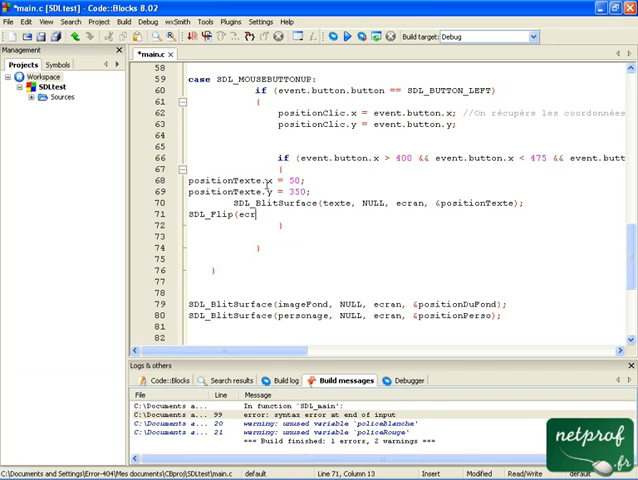 *main.c [SDLtest] - Code::Blocks 8.02
File Edit View Search Project Build Debug wxSmith Tools Plugins Settings Help
Build target: Debug
Management
Projects Symbols
Workspace
SDLtest
Sources
*main.c
58
59 case SDL_MOUSEBUTTONUP:
60 if (event.button.button == SDL_BUTTON_LEFT)
61 {
62 positionClic.x = event.button.x; //On récupère les coordonnées
63 positionClic.y = event.button.y;
64
65
66 if (event.button.x > 400 && event.button.x < 475 && event.but
67 {
68 positionTexte.x = 50;
69 positionTexte.y = 350;
70 SDL_BlitSurface(texte, NULL, ecran, &positionTexte);
71 SDL_Flip(ecr
72 }
73
74 }
75
76 }
77
78
79 SDL_BlitSurface(imageFond, NULL, ecran, &positionDuFond);
80 SDL_BlitSurface(personage, NULL, ecran, &positionPerso);
81
82
Logs & others
Code::Blocks Search results Build log Build messages Debugger
File Line Message
C:\Documents a... In function `SDL_main':
C:\Documents a... 99 error: syntax error at end of input
C:\Documents a... 20 warning: unused variable `policeBlanche'
C:\Documents a... 21 warning: unused variable `policeRouge'
=== Build finished: 1 errors, 2 warnings ===
netprof
.fr
C:\Documents and Settings\Error-404\Mes documents\CBproj\SDLtest\main.c default Line 71, Column 13 Insert Modified Read/Write default